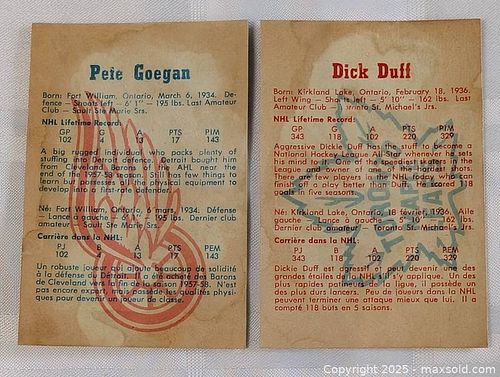 Pete Goegan
Born: Fort William, Ontario, March 6, 1934. De-
fence — Shoots left — 6' 1" — 195 lbs. Last Amateur
Club — Sault Ste Marie Srs.
NHL Lifetime Record:
GP G A PTS PIM
102 4 13 17 143
A big rugged individual who packs plenty of
stuffing into his job. Detroit bought him
from Cleveland Barons of the AHL near the
end of 1957-58 season. Still has few things to
learn but has all the physical equipment to
develop into a first-rate
Né: Fort William, Ontario, 6 mars, 1934. Défense
— Lance à gauche — 6' 1" — 195 lb. Dernier club
amateur — Sault Ste Marie Srs.
Carrière dans la NHL:
PJ B A PTS PEM
102 4 13 17 143
Un robuste joueur qui ajoute beaucoup de solidité
à la défense du Détroit. Il a été acheté des Barons
de Cleveland vers la fin de la saison 1957-58. N'est
pas encore expert mais possède les qualités physi-
ques pour devenir un joueur de classe.
Dick Duff
Born: Kirkland Lake, Ontario, February 18, 1936.
Left Wing — Shoots left — 5' 10" — 162 lbs. Last
Amateur Club — Toronto St. Michael's Jrs.
NHL Lifetime Record:
GP G A PTS PIM
343 118 102 220 329
Aggressive Dickie Duff has the stuff to become a
National Hockey League All-Star whenever he sets
his mind to it. One of the speediest skaters in the
league and owner of one of the hardest shots.
There are few players in the NHL today who can
finish off a play better than Duff. He scored 118
goals in five seasons.
Né: Kirkland Lake, Ontario, 18 février, 1936. Aile
gauche — Lance à gauche — 5' 10" — 162 lb. Dernier
club amateur — Toronto St. Michael's Jrs.
Carrière dans la NHL:
PJ B A PTS PEM
343 118 102 220 329
Dickie Duff est agressif et peut devenir une des
grandes étoiles de la NHL s'il s'y applique. Un des
plus rapides patineurs de la ligue, il possède un
des plus durs lancers. Peu de joueurs dans la NHL
peuvent terminer une attaque mieux que lui. Il a
compté 118 buts en 5 saisons.
TORONTO
MAPLE
LEAFS
Copyright 2025 - maxsold.com